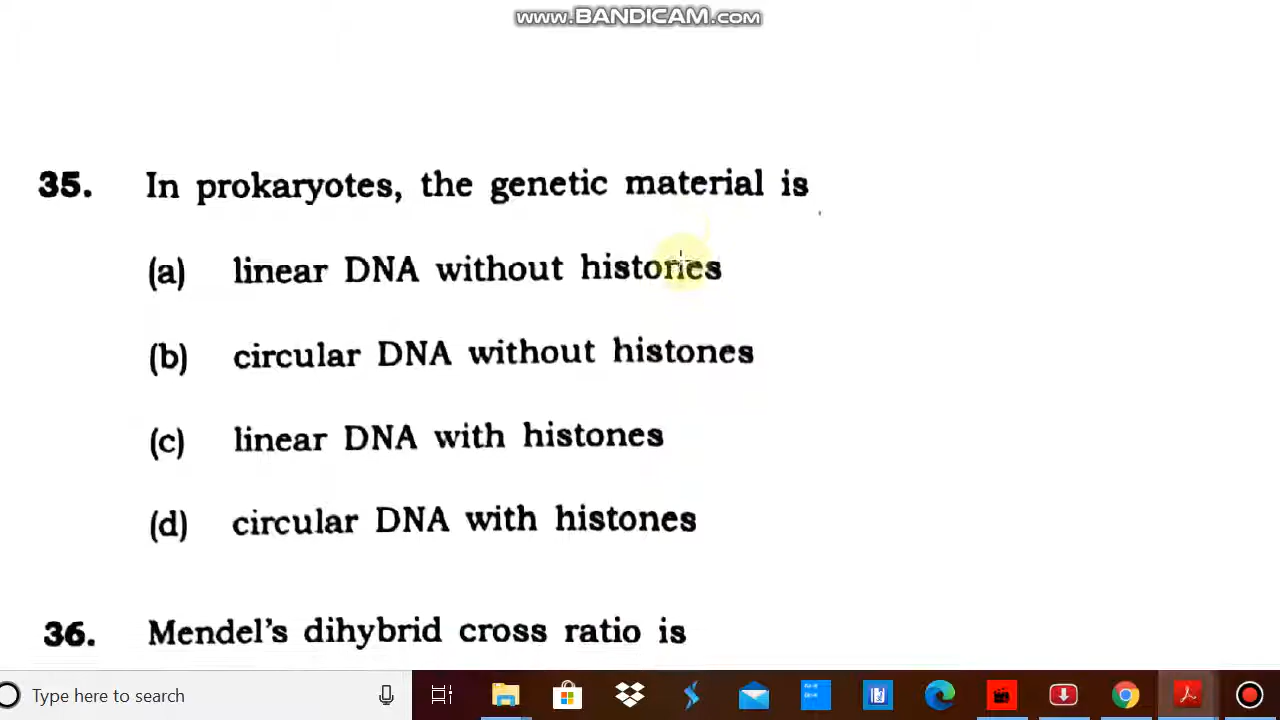 www.BANDICAM.com
35. In prokaryotes, the genetic material is
(a) linear DNA without histones
(b) circular DNA without histones
(c) linear DNA with histones
(d) circular DNA with histones
36. Mendel's dihybrid cross ratio is
Type here to search